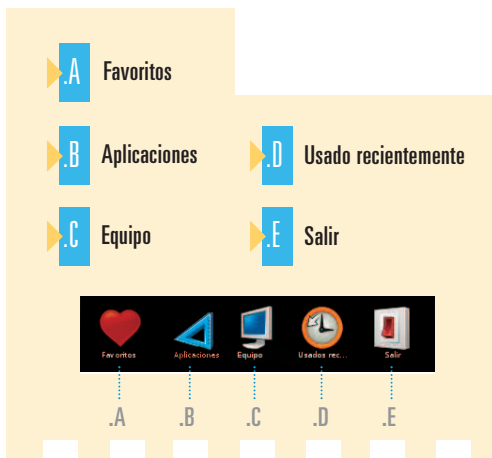 .A Favoritos
.B Aplicaciones
.C Equipo
.D Usado recientemente
.E Salir
Favoritos Aplicaciones Equipo Usados rec... Salir
.A .B .C .D .E